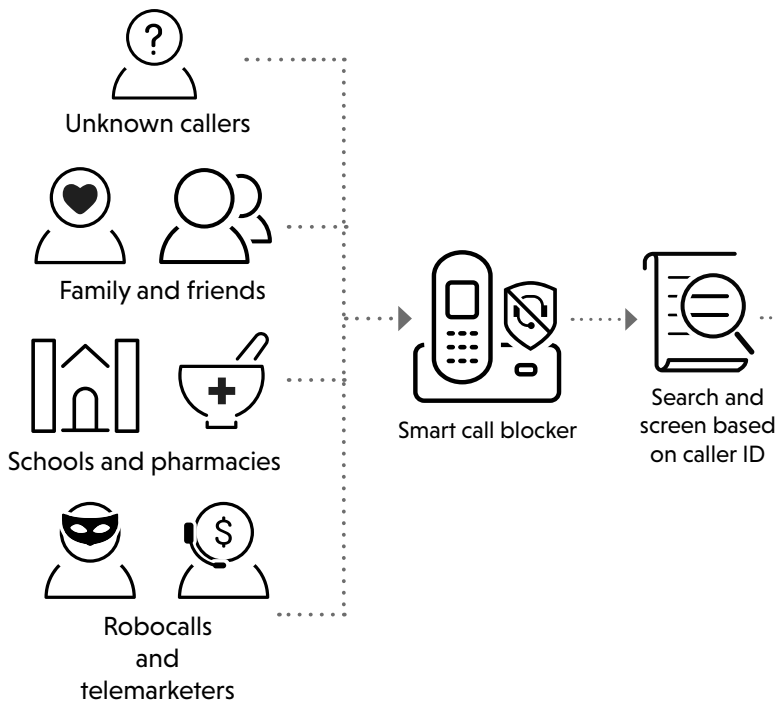 ?
Unknown callers
Family and friends
Schools and pharmacies
$
Robocalls
and
telemarketers
Smart call blocker
Search and
screen based
on caller ID